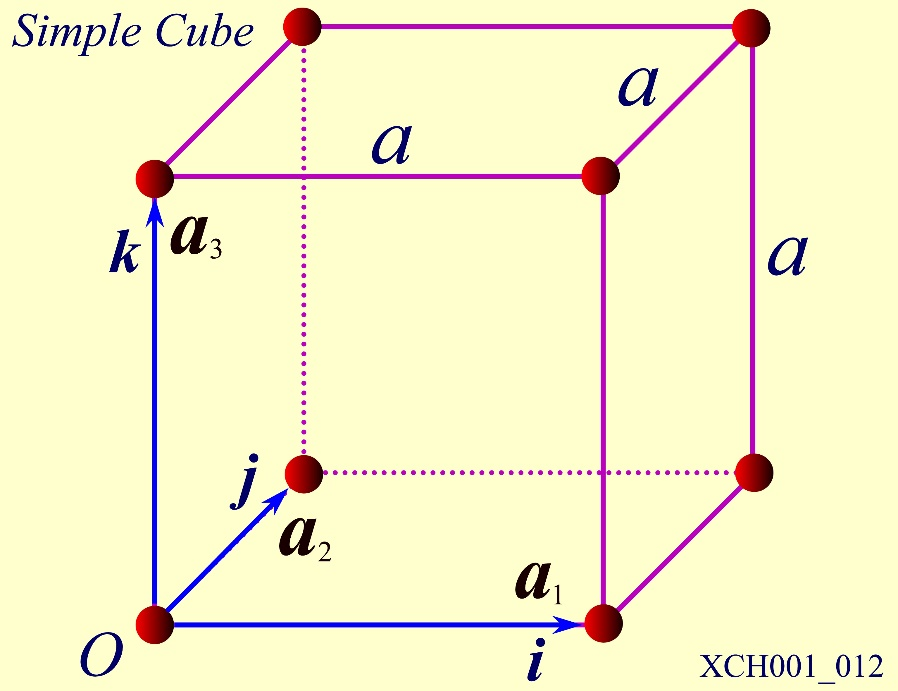 Simple Cube
a
a
k a₃
a
j
a₂
a₁
O
i
XCH001_012